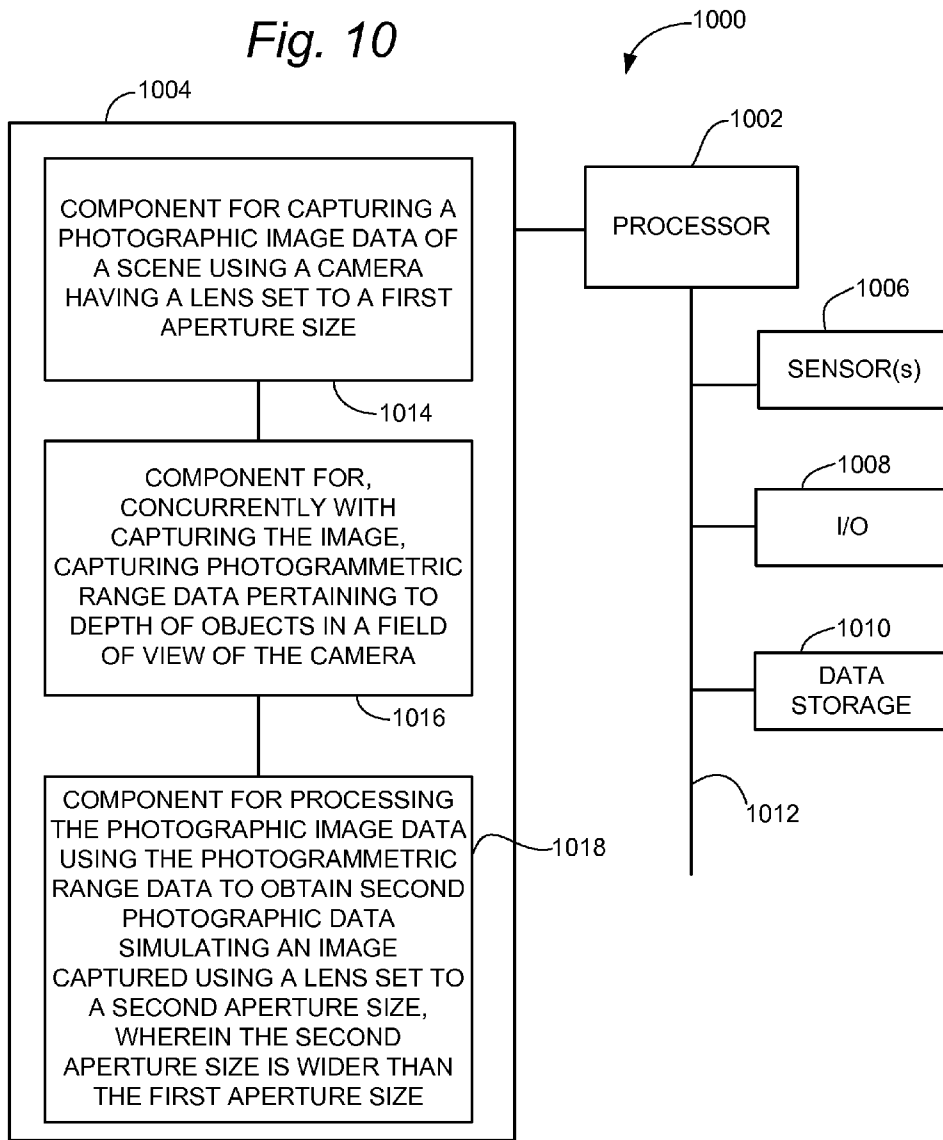 Fig. 10
1000
1004
COMPONENT FOR CAPTURING A
PHOTOGRAPHIC IMAGE DATA OF
A SCENE USING A CAMERA
HAVING A LENS SET TO A FIRST
APERTURE SIZE
1014
COMPONENT FOR,
CONCURRENTLY WITH
CAPTURING THE IMAGE,
CAPTURING PHOTOGRAMMETRIC
RANGE DATA PERTAINING TO
DEPTH OF OBJECTS IN A FIELD
OF VIEW OF THE CAMERA
1016
COMPONENT FOR PROCESSING
THE PHOTOGRAPHIC IMAGE DATA
USING THE PHOTOGRAMMETRIC
RANGE DATA TO OBTAIN SECOND
PHOTOGRAPHIC DATA
SIMULATING AN IMAGE
CAPTURED USING A LENS SET TO
A SECOND APERTURE SIZE,
WHEREIN THE SECOND
APERTURE SIZE IS WIDER THAN
THE FIRST APERTURE SIZE
1018
1002
PROCESSOR
1006
SENSOR(s)
1008
I/O
1010
DATA
STORAGE
1012